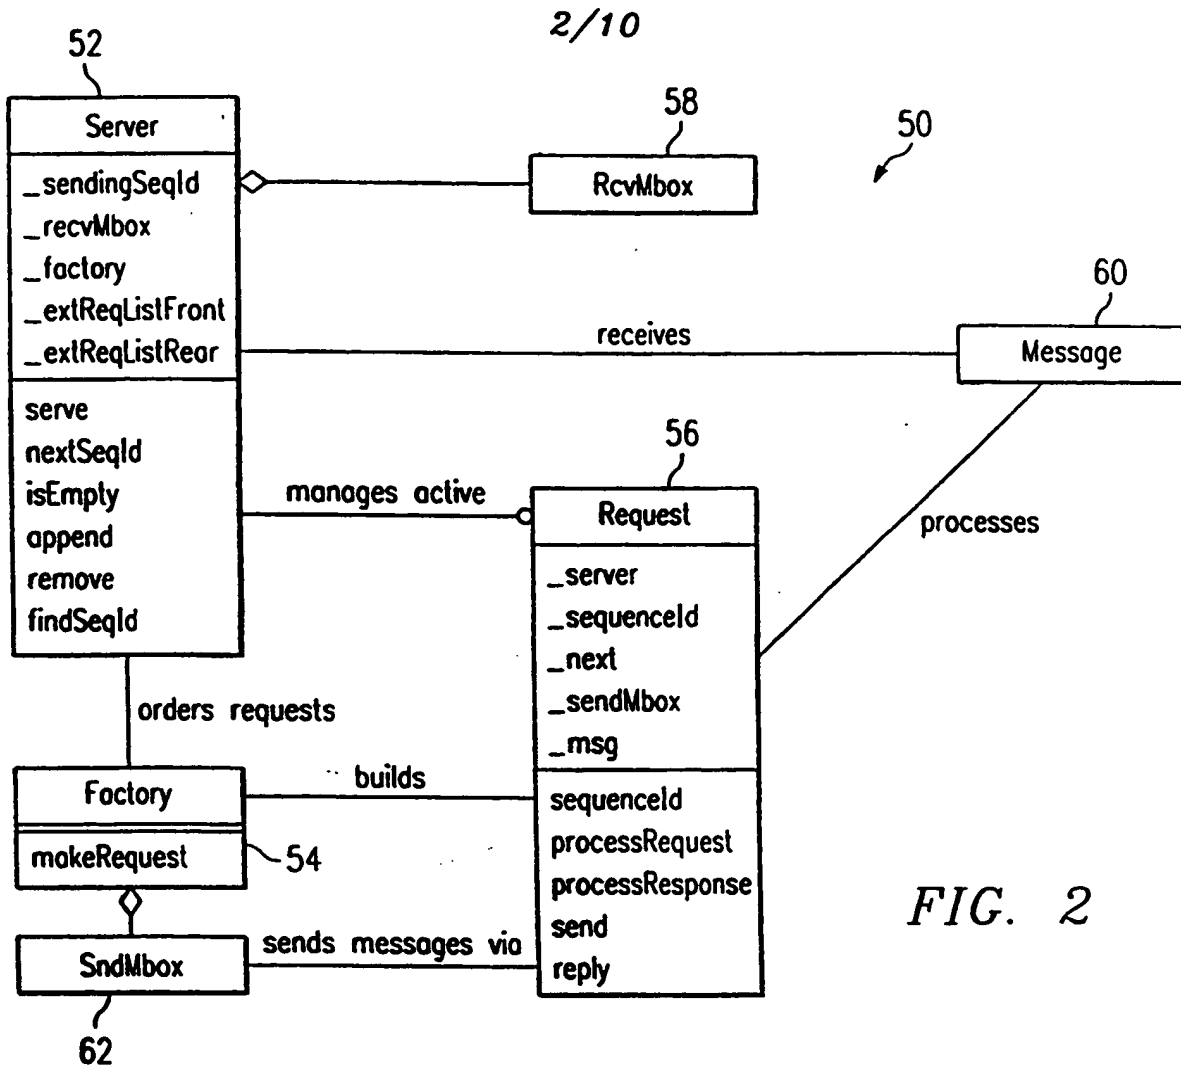 2/10
52
Server
_sendingSeqId
_recvMbox
_factory
_extReqListFront
_extReqListRear
serve
nextSeqId
isEmpty
append
remove
findSeqId
58
RcvMbox
50
receives
60
Message
manages active
56
Request
_server
_sequenceId
_next
_sendMbox
_msg
sequenceId
processRequest
processResponse
send
reply
processes
orders requests
Factory
makeRequest
54
builds
SndMbox
62
sends messages via
FIG. 2